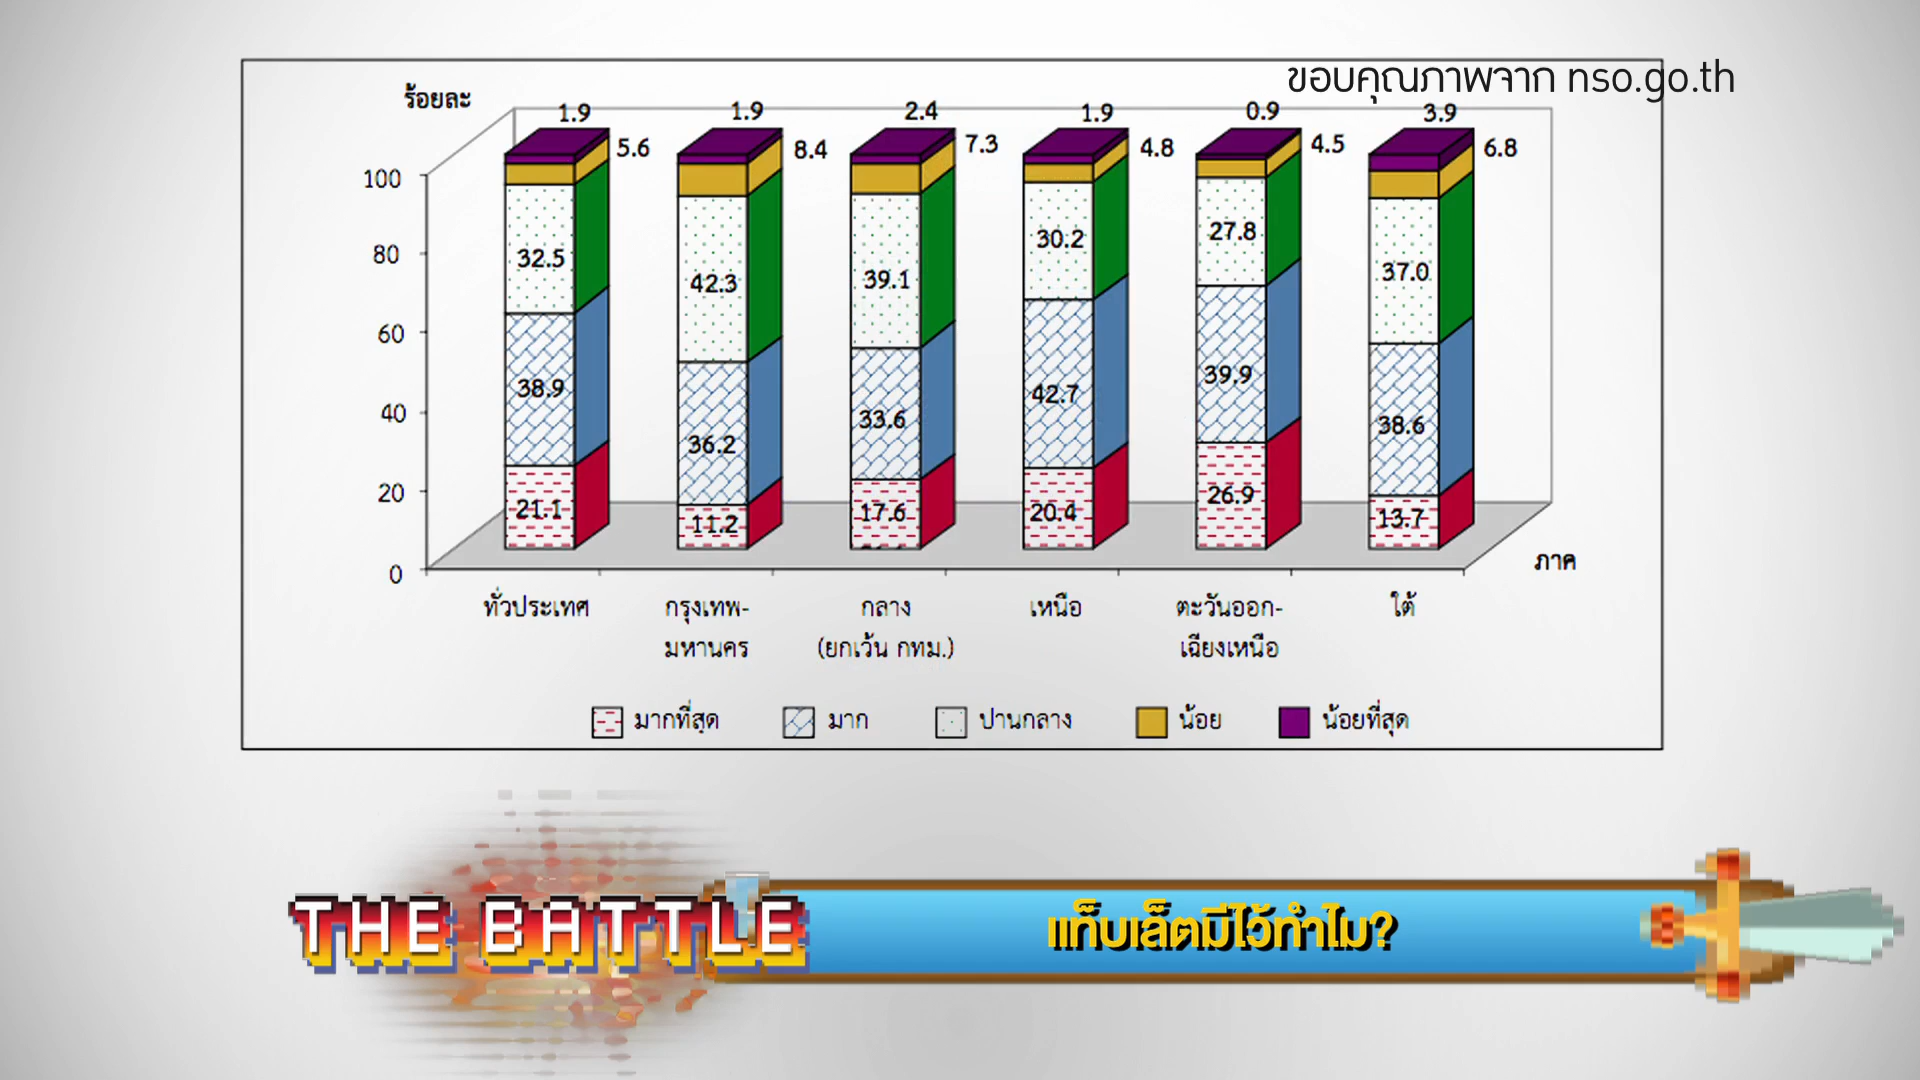 ขอบคุณภาพจาก nso.go.th
ร้อยละ
1.9 1.9 2.4 1.9 0.9 3.9
5.6 8.4 7.3 4.8 4.5 6.8
100
80
60
40
20
0
32.5 42.3 39.1 30.2 27.8 37.0
38.9 36.2 33.6 42.7 39.9 38.6
21.1 11.2 17.6 20.4 26.9 13.7
ภาค
ทั่วประเทศ กรุงเทพ- กลาง เหนือ ตะวันออก- ใต้
มหานคร (ยกเว้น กทม.) เฉียงเหนือ
มากที่สุด มาก ปานกลาง น้อย น้อยที่สุด
THE BATTLE
แท็บเล็ตมีไว้ทำไม?